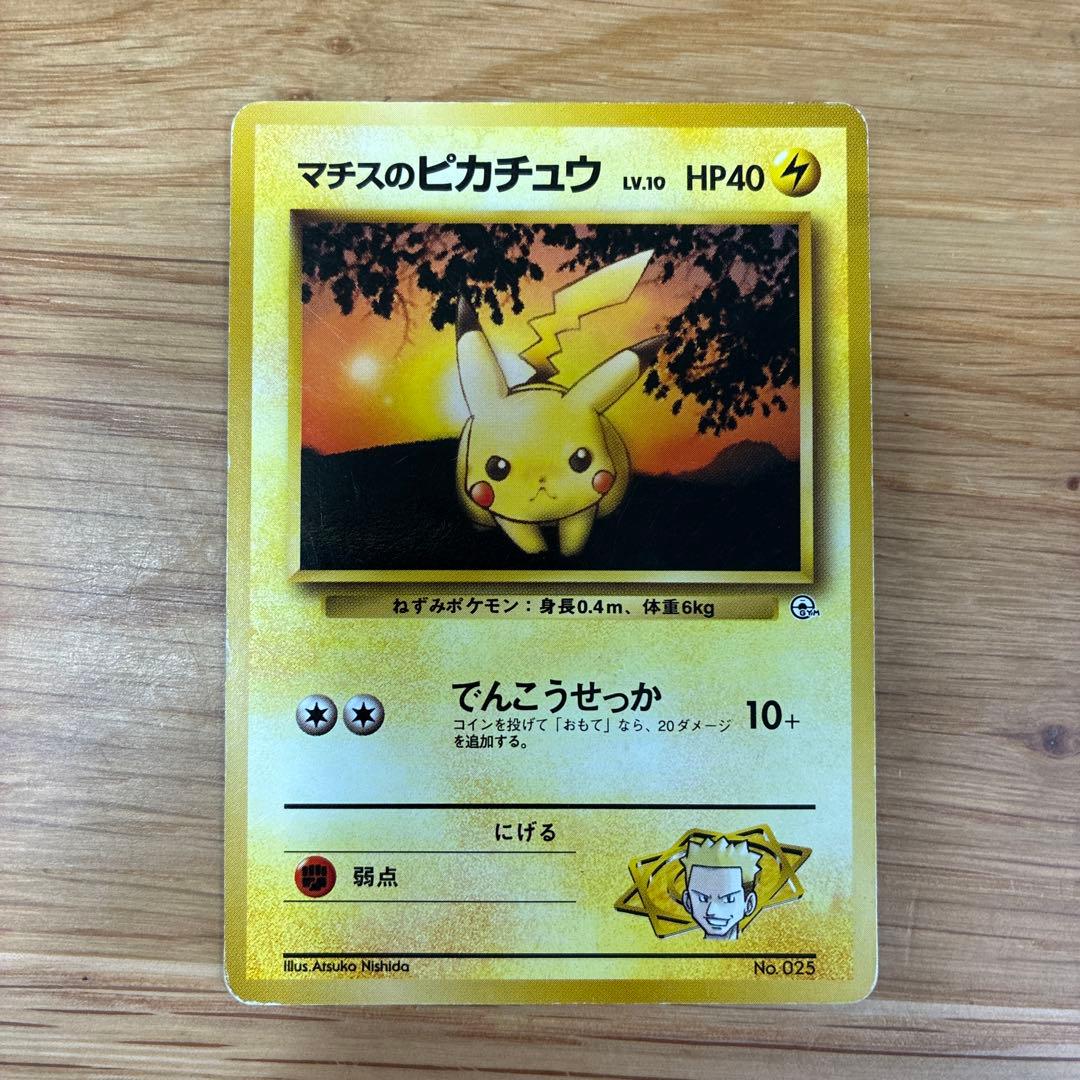 マチスのピカチュウ LV.10 HP40
ねずみポケモン：身長0.4m、体重6kg
GYM
でんこうせっか 10+
コインを投げて「おもて」なら、20ダメージ
を追加する。
にげる
弱点
Illus.Atsuko Nishida No.025